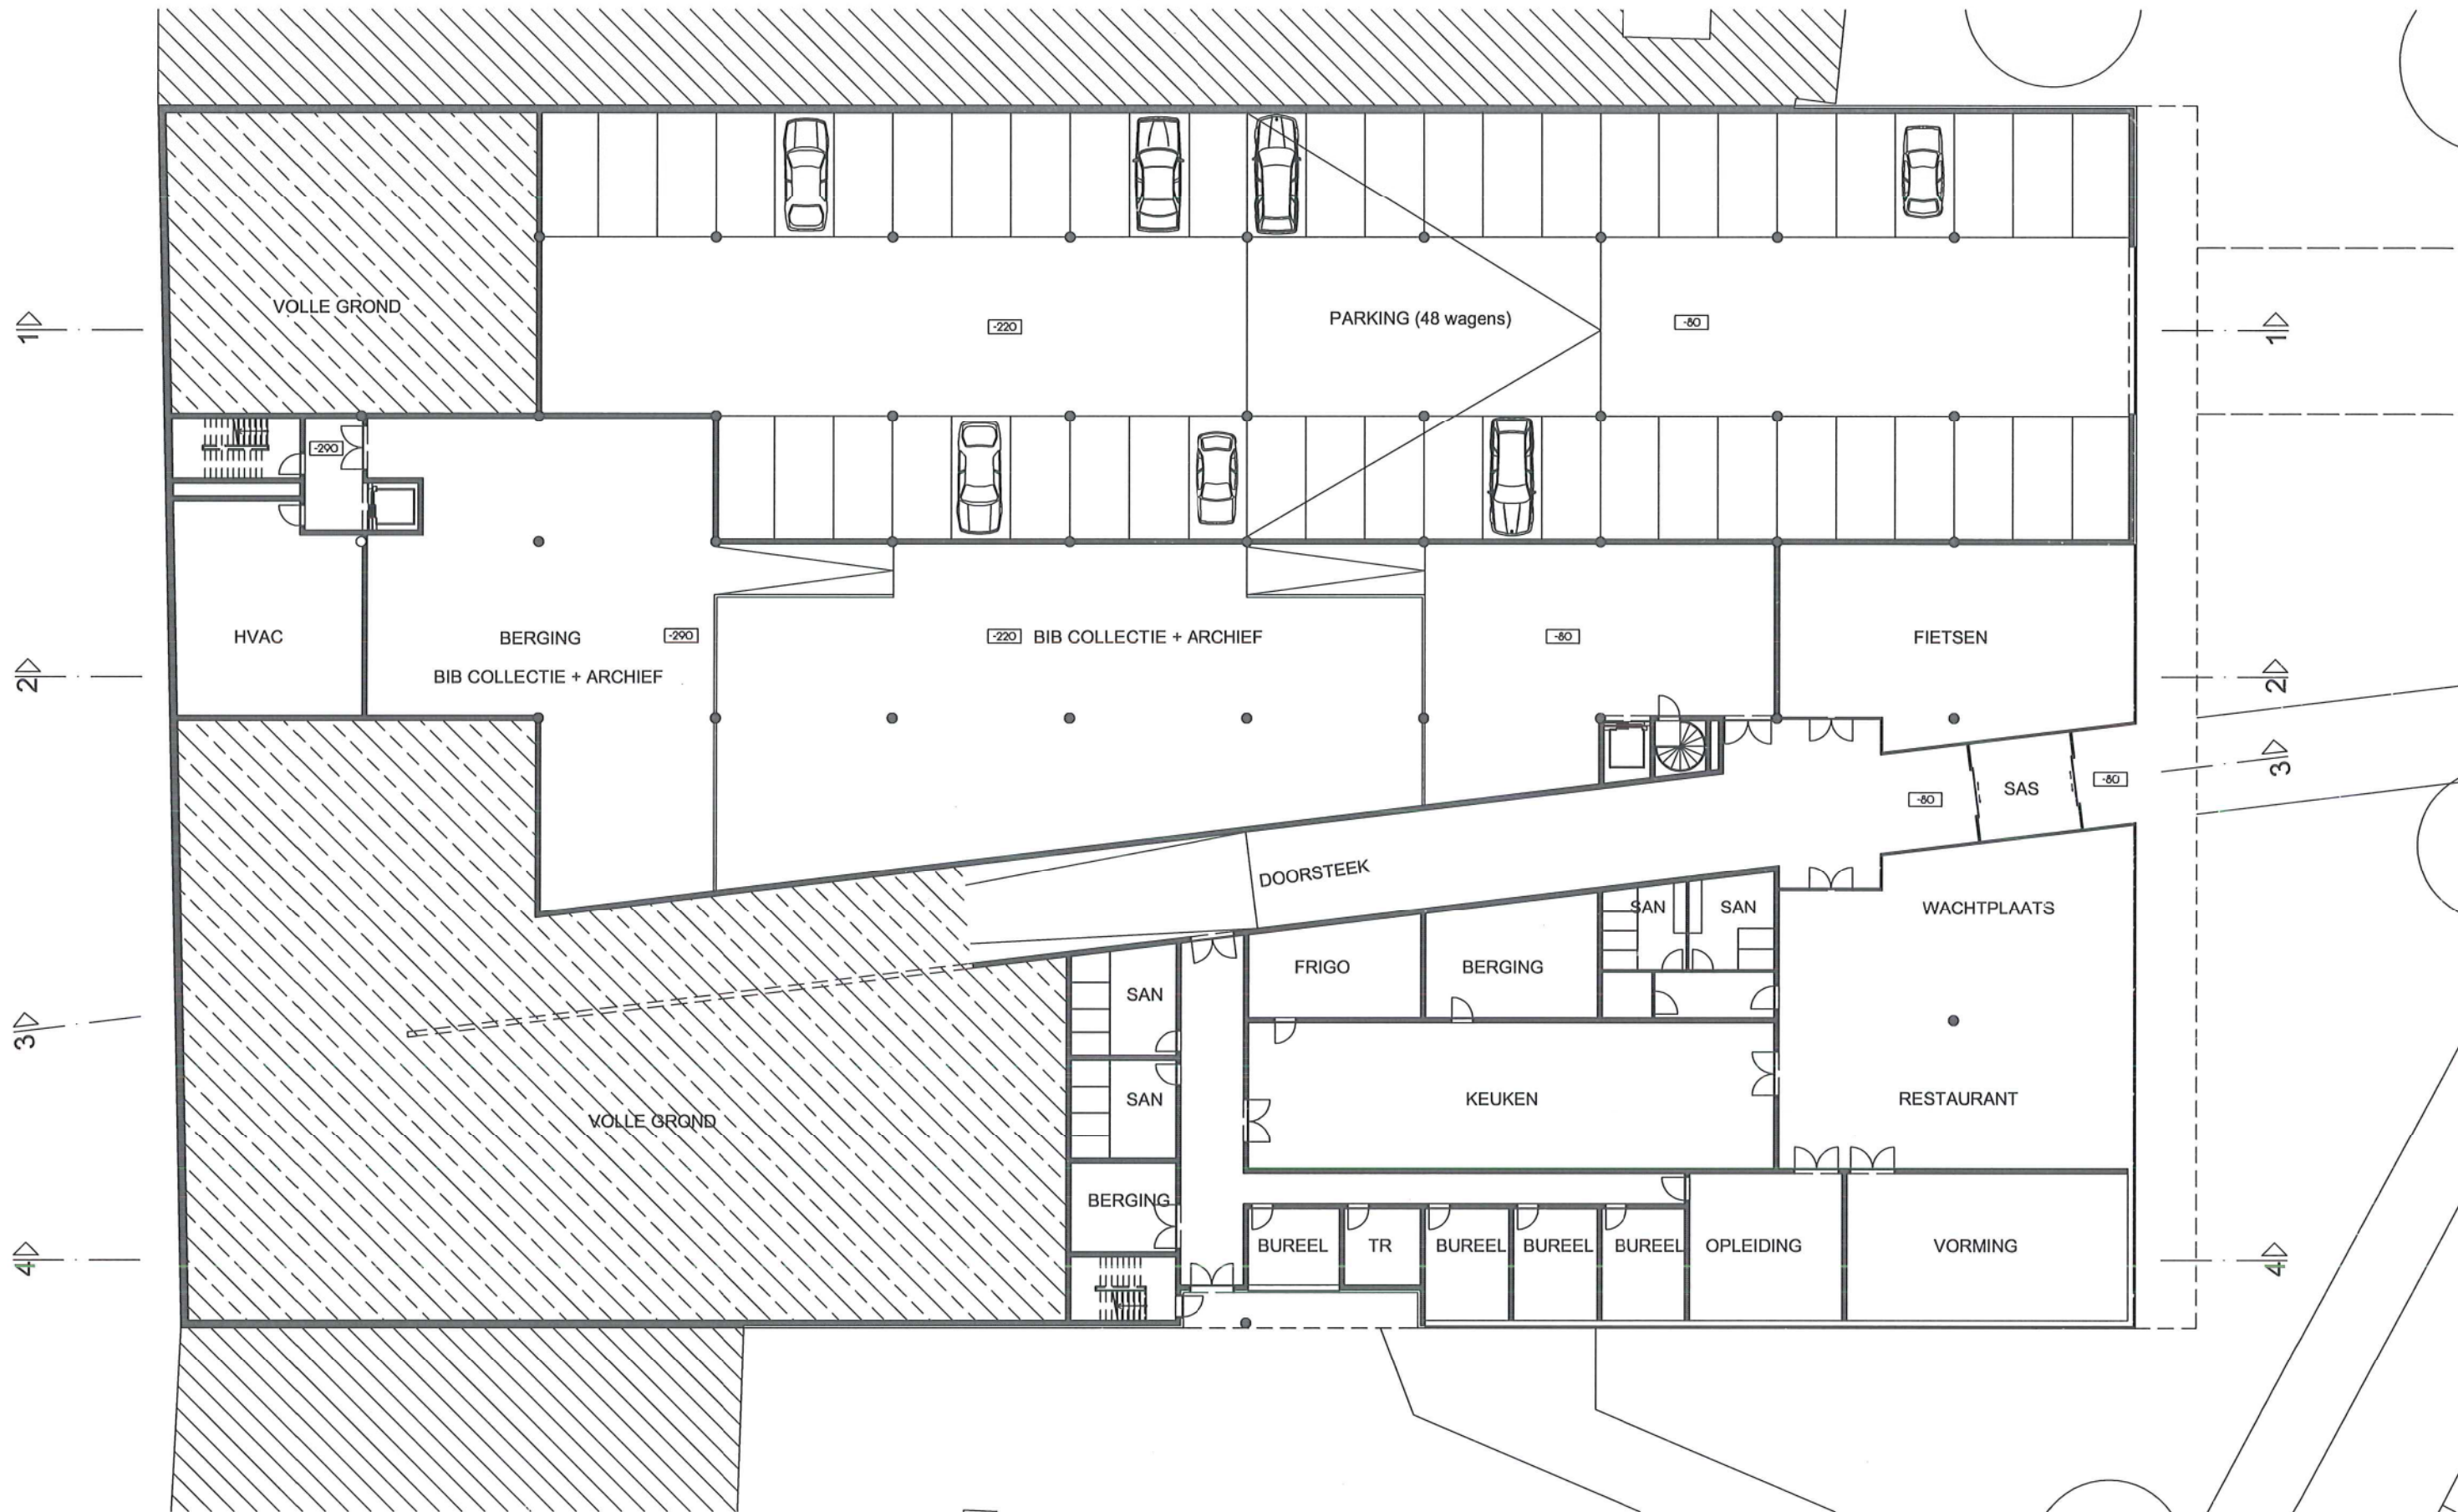 VOLLE GROND
1
-220
PARKING (48 wagens)
-80
1
-290
HVAC
BERGING
-290
-220
BIB COLLECTIE + ARCHIEF
-80
FIETSEN
BIB COLLECTIE + ARCHIEF
2
2
3
-80
SAS
-80
DOORSTEEK
SAN
SAN
WACHTPLAATS
FRIGO
BERGING
SAN
3
SAN
KEUKEN
RESTAURANT
VOLLE GROND
BERGING
BUREEL
TR
BUREEL
BUREEL
BUREEL
OPLEIDING
VORMING
4
4